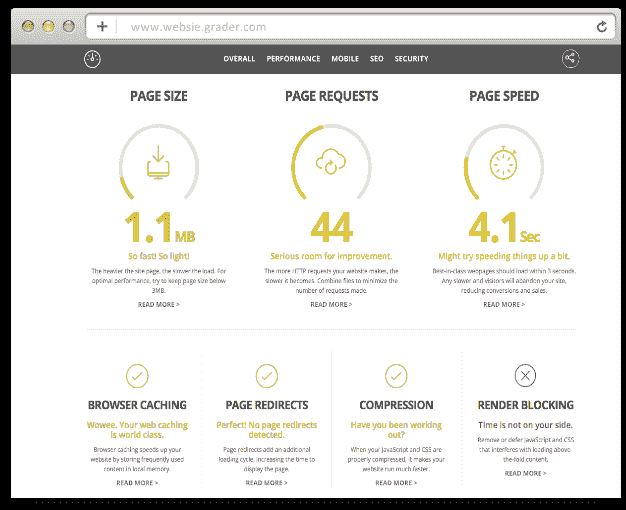 www.websie.grader.com
OVERALL PERFORMANCE MOBILE SEO SECURITY
PAGE SIZE
1.1 MB
So fast! So light!
The heavier the site page, the slower the load. For
optimal performance, try to keep page size below
3MB.
READ MORE >
PAGE REQUESTS
44
Serious room for improvement.
The more HTTP requests your website makes, the
slower it becomes. Combine files to minimize the
number of requests made.
READ MORE >
PAGE SPEED
4.1 Sec
Might try speeding things up a bit.
Best-in-class webpages should load within 3 seconds.
Any slower and visitors will abandon your site,
reducing conversions and sales.
READ MORE >
BROWSER CACHING
Wowee. Your web caching
is world class.
Browser caching speeds up your
website by storing frequently used
content in local memory.
READ MORE >
PAGE REDIRECTS
Perfect! No page redirects
detected.
Page redirects add an additional
loading cycle, increasing the time to
display the page.
READ MORE >
COMPRESSION
Have you been working
out?
When your JavaScript and CSS are
properly compressed, it makes your
website run much faster.
READ MORE >
RENDER BLOCKING
Time is not on your side.
Remove or defer JavaScript and CSS
that interferes with loading above-
the-fold content.
READ MORE >